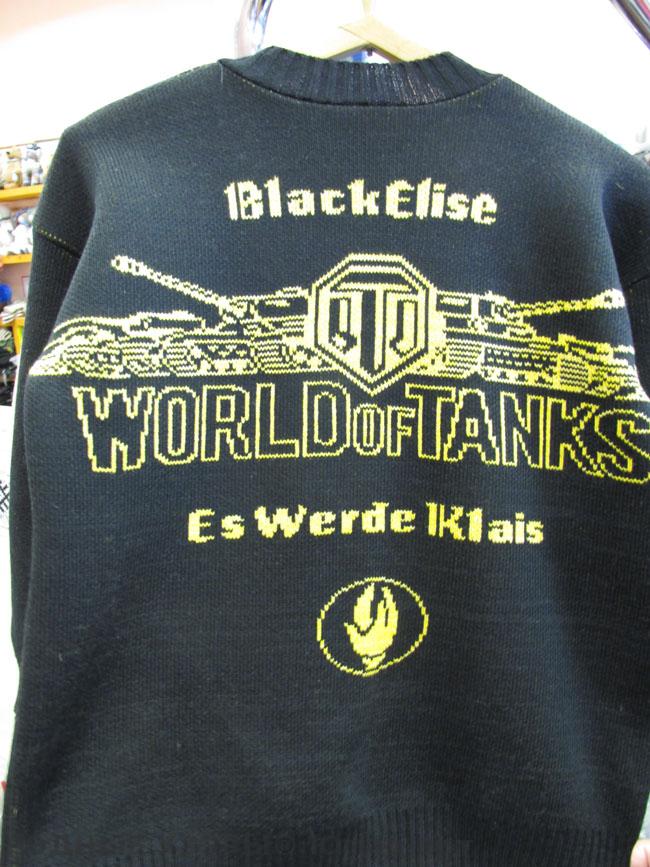 BlackElise
WORLD OF TANKS
Es Werde Klais